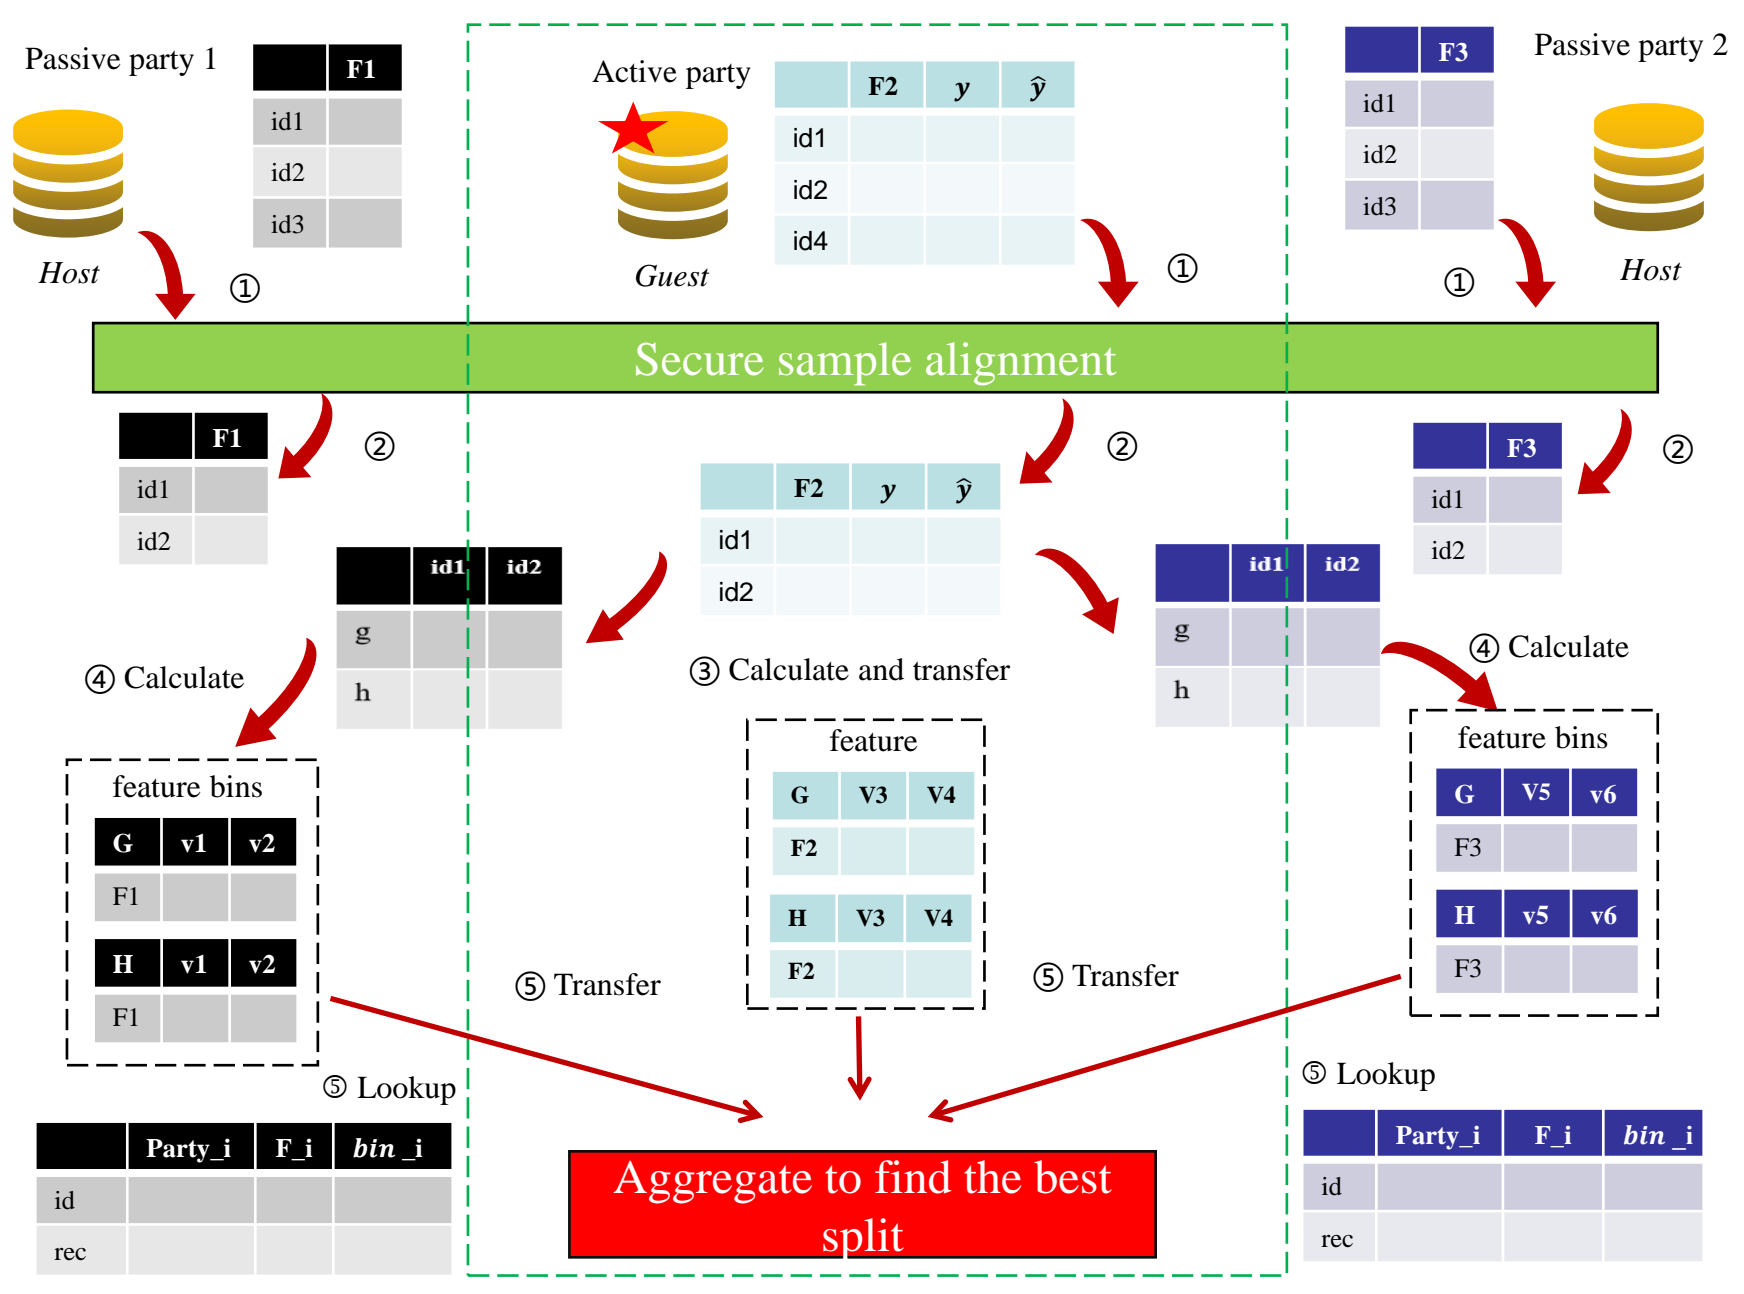 Passive party 1
F1
id1
id2
id3
Host
①
Active party
F2 y ŷ
id1
id2
id4
Guest
①
F3
id1
id2
id3
Passive party 2
Host
①
Secure sample alignment
F1
id1
id2
②
F2 y ŷ
id1
id2
②
F3
id1
id2
②
id1 id2
g
h
id1 id2
g
h
④ Calculate
③ Calculate and transfer
④ Calculate
feature bins
G v1 v2
F1
H v1 v2
F1
feature
G V3 V4
F2
H V3 V4
F2
feature bins
G V5 v6
F3
H v5 v6
F3
⑤ Transfer
⑤ Transfer
⑤ Lookup
Party_i F_i bin _i
id
rec
Aggregate to find the best
split
⑤ Lookup
Party_i F_i bin _i
id
rec